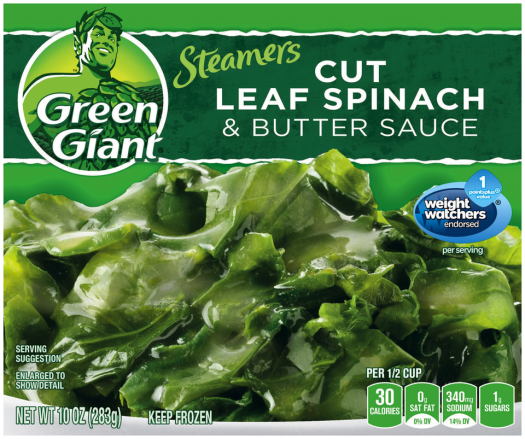 Green
Giant
Steamers
CUT
LEAF SPINACH
& BUTTER SAUCE
1
pointsplus®
value
weight
watchers®
endorsed
per serving
SERVING
SUGGESTION
ENLARGED TO
SHOW DETAIL
NET WT 10 OZ (283g)
KEEP FROZEN
PER 1/2 CUP
30
CALORIES
0g
SAT FAT
0% DV
340mg
SODIUM
14% DV
1g
SUGARS